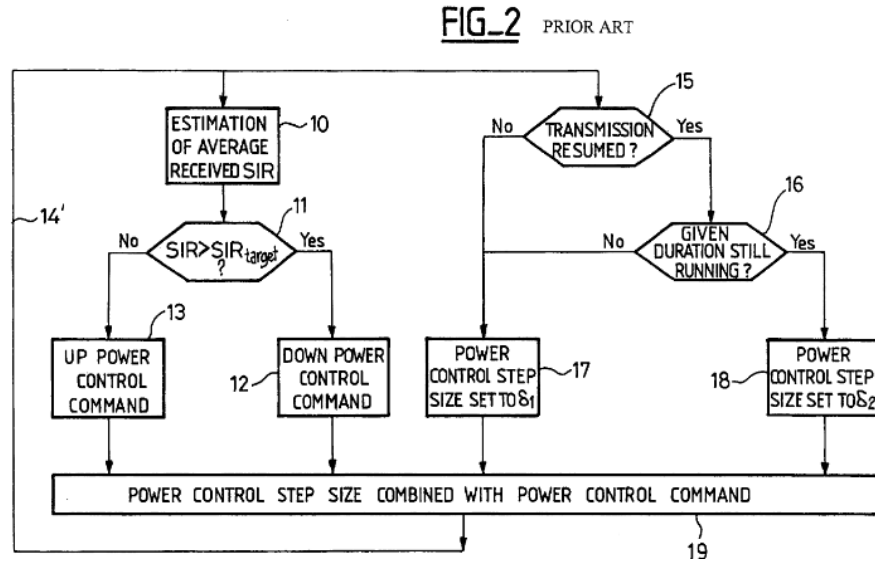 FIG_2 PRIOR ART
10
ESTIMATION
OF AVERAGE
RECEIVED SIR
15
No
TRANSMISSION
RESUMED ?
Yes
14'
11
No
SIR>SIRtarget
?
Yes
16
No
GIVEN
DURATION STILL
RUNNING ?
Yes
13
UP POWER
CONTROL
COMMAND
12
DOWN POWER
CONTROL
COMMAND
17
POWER
CONTROL STEP
SIZE SET TO δ1
18
POWER
CONTROL STEP
SIZE SET TO δ2
POWER CONTROL STEP SIZE COMBINED WITH POWER CONTROL COMMAND
19